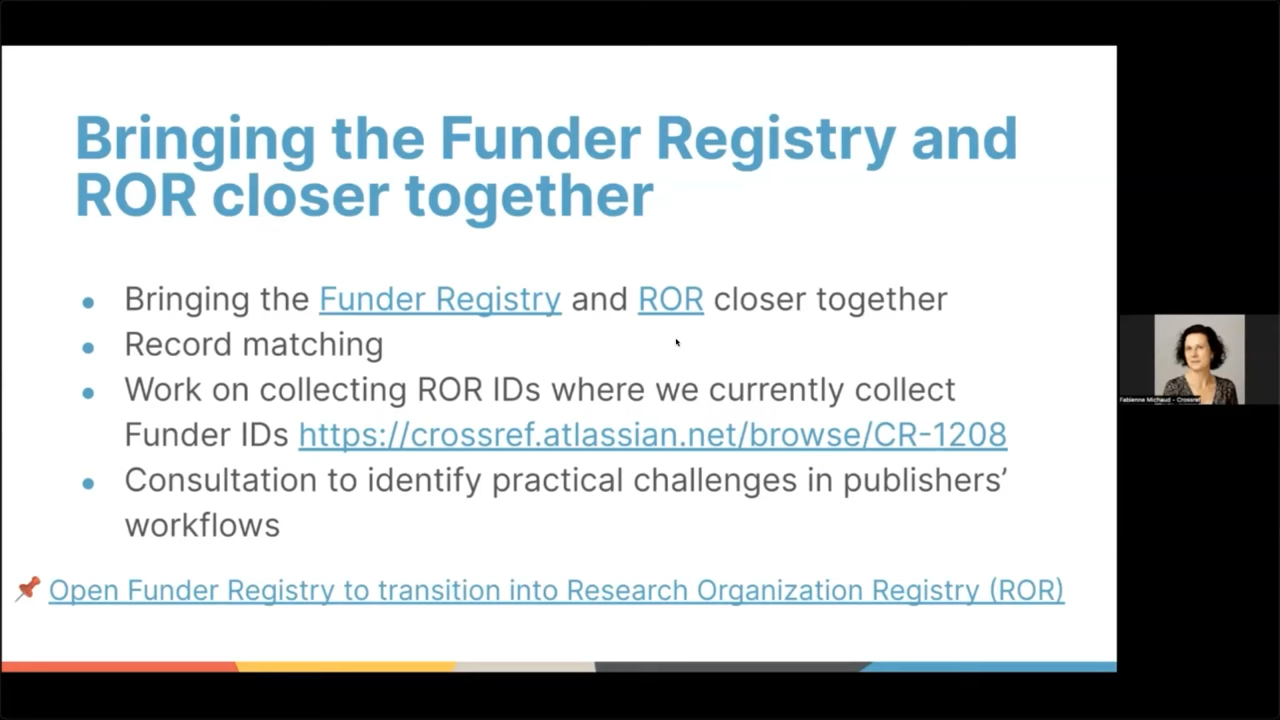 Bringing the Funder Registry and
ROR closer together
Bringing the Funder Registry and ROR closer together
Record matching
Work on collecting ROR IDs where we currently collect
Funder IDs https://crossref.atlassian.net/browse/CR-1208
Consultation to identify practical challenges in publishers’
workflows
Open Funder Registry to transition into Research Organization Registry (ROR)
Fabienne Michaud - Crossref